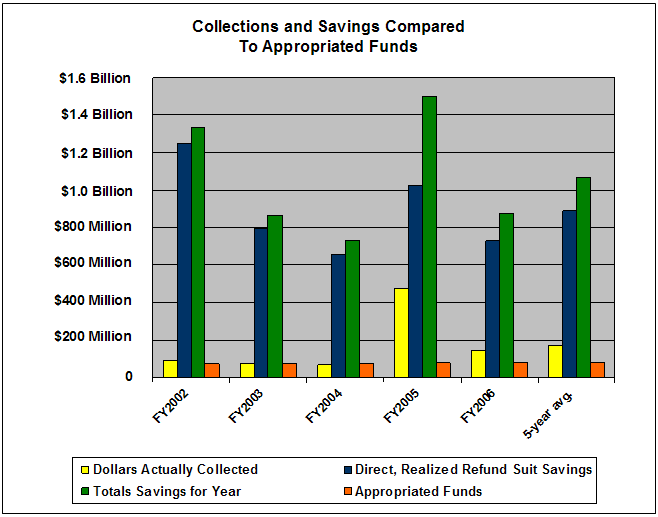 Collections and Savings Compared
To Appropriated Funds
$1.6 Billion
$1.4 Billion
$1.2 Billion
$1.0 Billion
$800 Million
$600 Million
$400 Million
$200 Million
0
FY2002
FY2003
FY2004
FY2005
FY2006
5-year avg.
Dollars Actually Collected
Direct, Realized Refund Suit Savings
Totals Savings for Year
Appropriated Funds